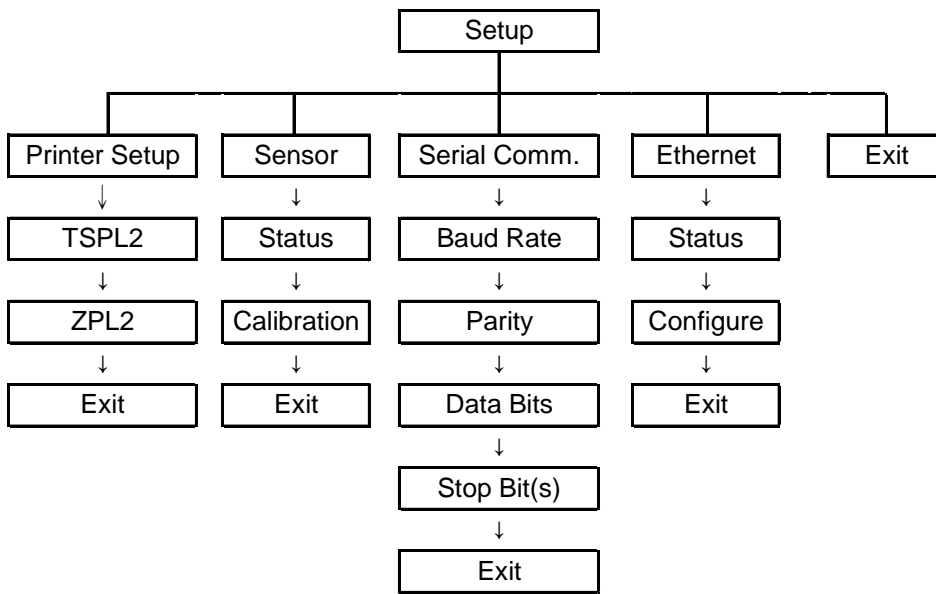 Setup
Printer Setup
Sensor
Serial Comm.
Ethernet
Exit
↓ ↓ ↓ ↓
TSPL2
Status
Baud Rate
Status
↓ ↓ ↓ ↓
ZPL2
Calibration
Parity
Configure
↓ ↓ ↓ ↓
Exit
Exit
Data Bits
Exit
↓
Stop Bit(s)
↓
Exit